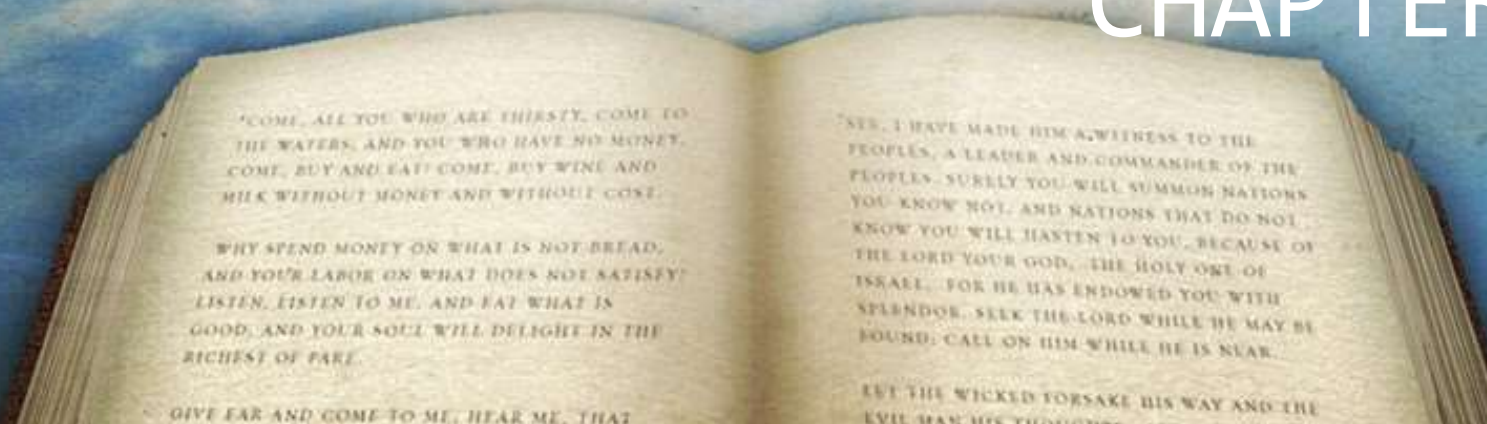 CHAPTER
"COME, ALL YOU WHO ARE THIRSTY, COME TO
THE WATERS, AND YOU WHO HAVE NO MONEY,
COME, BUY AND EAT! COME, BUY WINE AND
MILK WITHOUT MONEY AND WITHOUT COST.
WHY SPEND MONEY ON WHAT IS NOT BREAD,
AND YOUR LABOR ON WHAT DOES NOT SATISFY?
LISTEN, LISTEN TO ME, AND EAT WHAT IS
GOOD, AND YOUR SOUL WILL DELIGHT IN THE
RICHEST OF FARE.
GIVE EAR AND COME TO ME, HEAR ME, THAT
"SEE, I HAVE MADE HIM A WITNESS TO THE
PEOPLES, A LEADER AND COMMANDER OF THE
PEOPLES. SURELY YOU WILL SUMMON NATIONS
YOU KNOW NOT, AND NATIONS THAT DO NOT
KNOW YOU WILL HASTEN TO YOU, BECAUSE OF
THE LORD YOUR GOD, THE HOLY ONE OF
ISRAEL, FOR HE HAS ENDOWED YOU WITH
SPLENDOR. SEEK THE LORD WHILE HE MAY BE
FOUND; CALL ON HIM WHILE HE IS NEAR.
LET THE WICKED FORSAKE HIS WAY AND THE
EVIL MAN HIS THOUGHTS